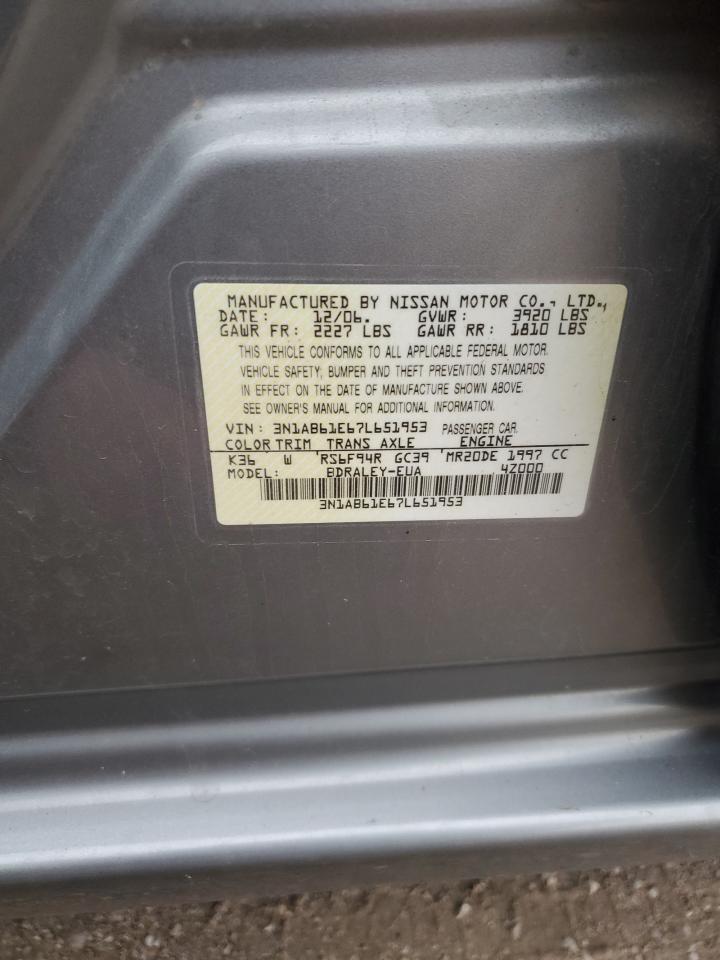 MANUFACTURED BY NISSAN MOTOR CO., LTD.,
DATE: 12/06. GVWR: 3920 LBS
GAWR FR: 2227 LBS GAWR RR: 1810 LBS
THIS VEHICLE CONFORMS TO ALL APPLICABLE FEDERAL MOTOR
VEHICLE SAFETY, BUMPER AND THEFT PREVENTION STANDARDS
IN EFFECT ON THE DATE OF MANUFACTURE SHOWN ABOVE.
SEE OWNER'S MANUAL FOR ADDITIONAL INFORMATION.
VIN: 3N1AB61E67L651953 PASSENGER CAR.
COLOR TRIM TRANS AXLE ENGINE
K36 W RS6F94R GC39 MR20DE 1997 CC
MODEL: BDRALEY-EUA 4Z000
3N1AB61E67L651953